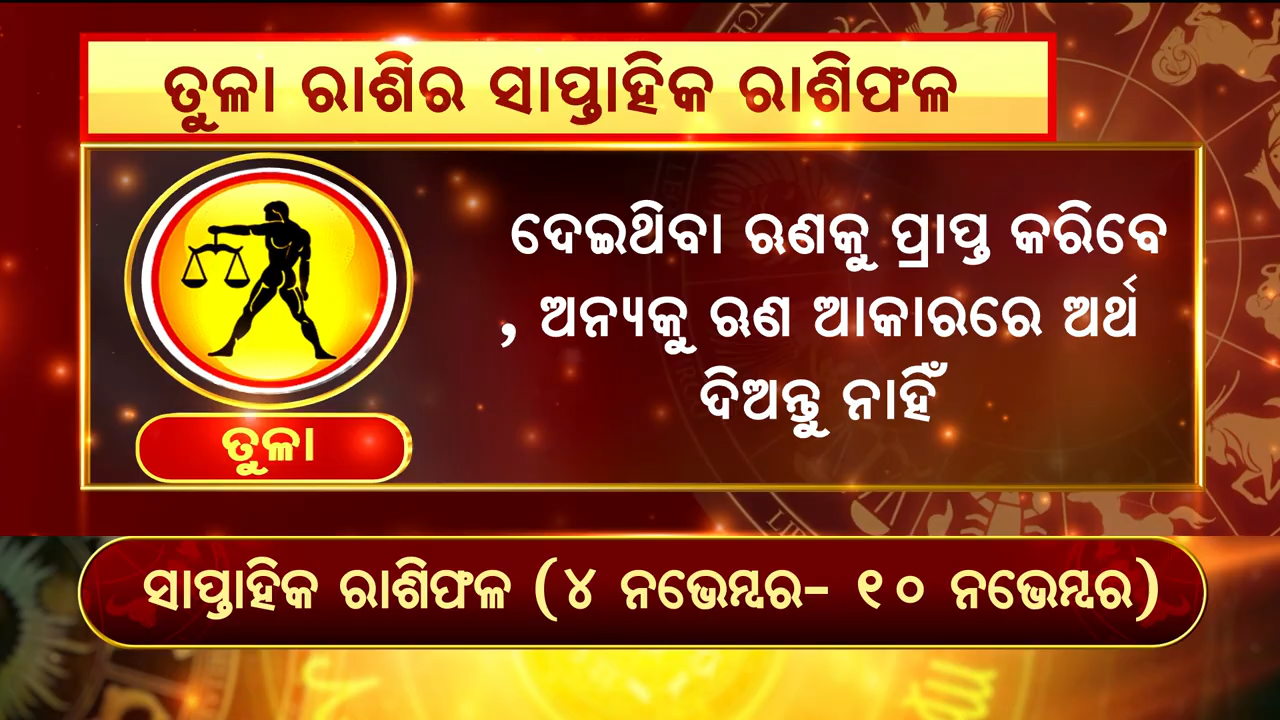 ତୁଳା ରାଶିର ସାପ୍ତାହିକ ରାଶିଫଳ
ଦେଇଥିବା ଋଣକୁ ପ୍ରାପ୍ତ କରିବେ
, ଅନ୍ୟକୁ ଋଣ ଆକାରରେ ଅର୍ଥ
ଦିଅନ୍ତୁ ନାହିଁ
ତୁଳା
ସାପ୍ତାହିକ ରାଶିଫଳ (୪ ନଭେମ୍ବର- ୧୦ ନଭେମ୍ବର)